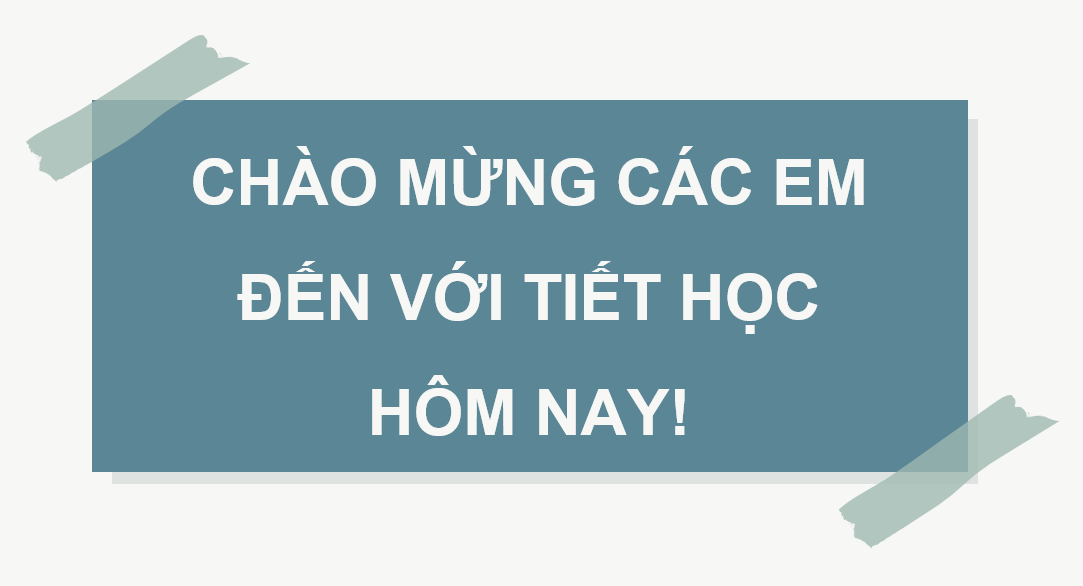 CHÀO MỪNG CÁC EM
ĐẾN VỚI TIẾT HỌC
HÔM NAY!